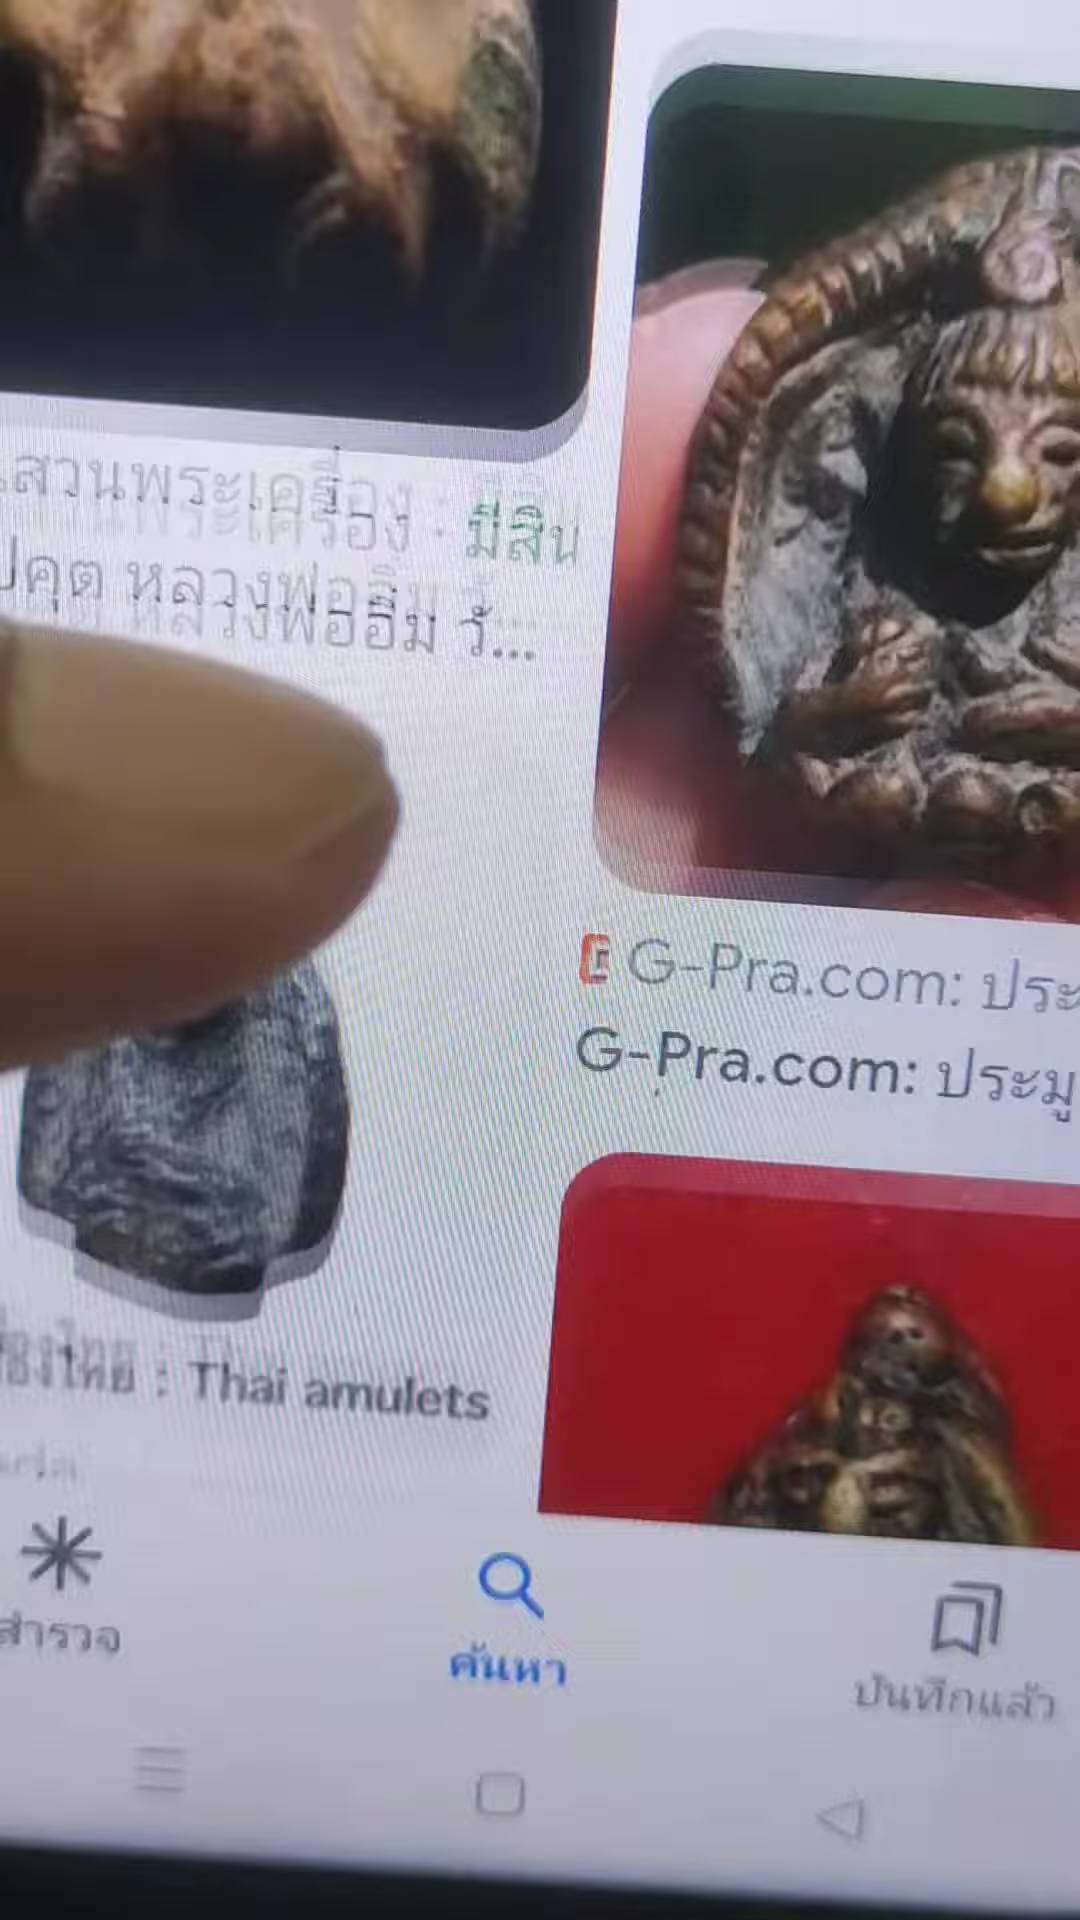 สวนพระเครื่อง · มีสิน
ปคุต หลวงพ่ออิ่ม วั...
G-Pra.com: ประ
G-Pra.com: ประมู
: Thai amulets
สำรวจ
ค้นหา
บันทึกแล้ว